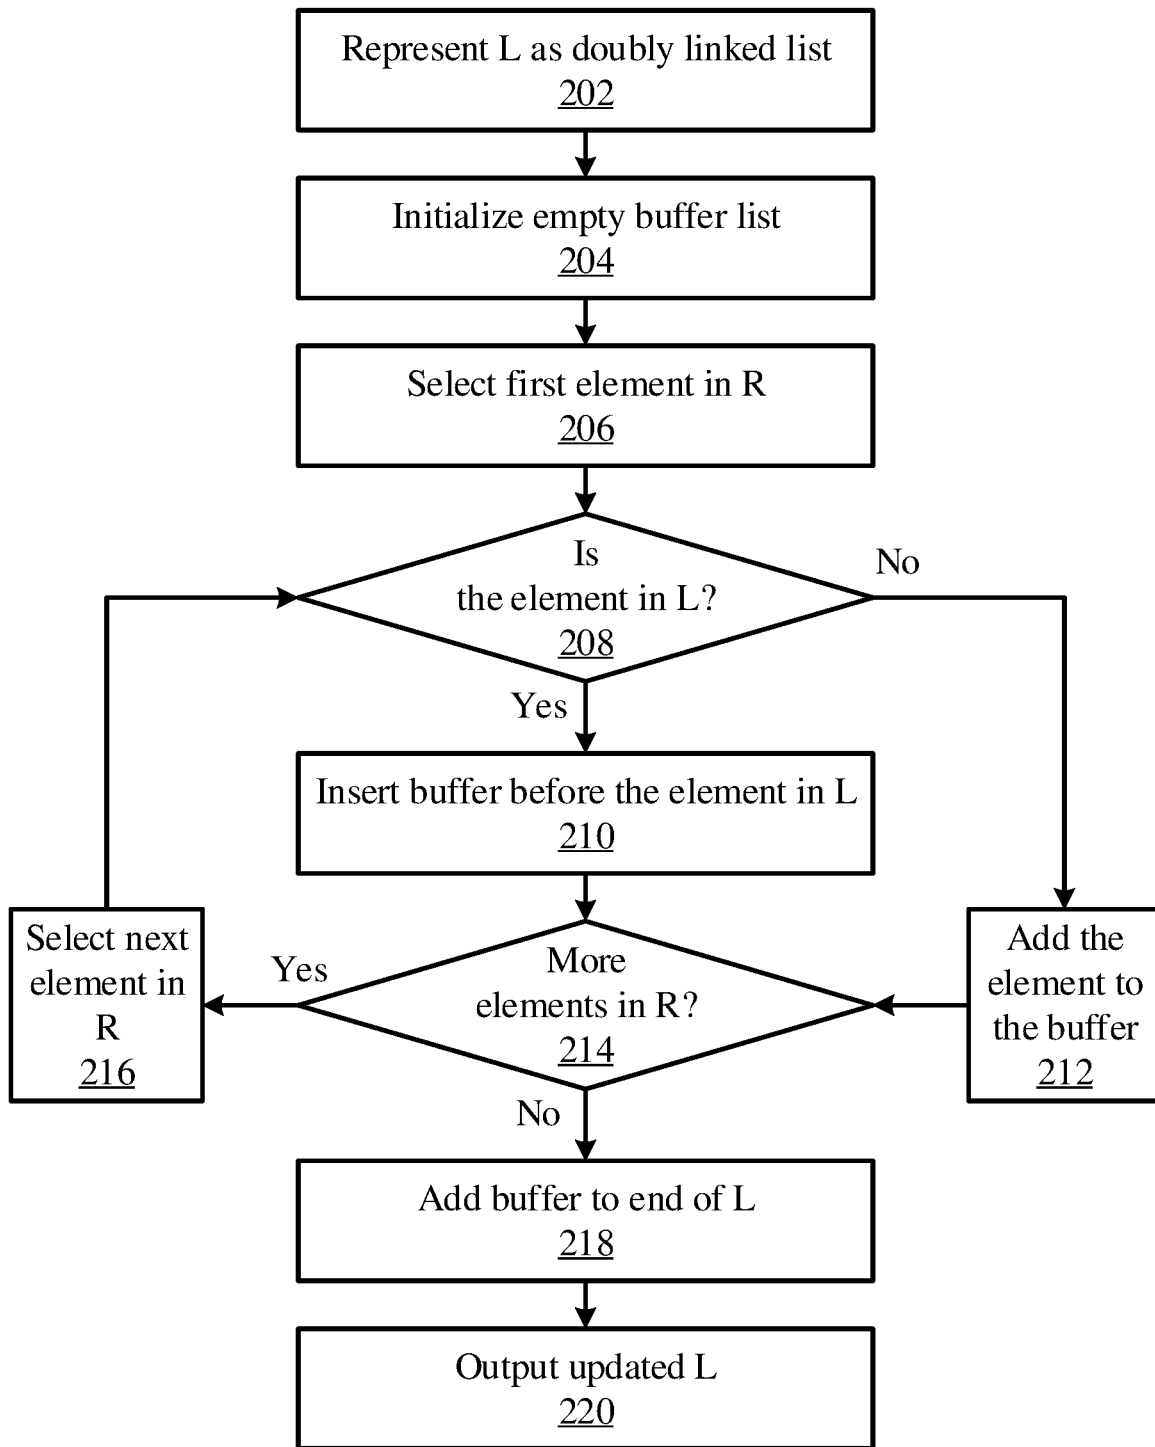 Represent L as doubly linked list
202
Initialize empty buffer list
204
Select first element in R
206
Is
the element in L?
208
No
Yes
Insert buffer before the element in L
210
Select next
element in
R
216
Yes
More
elements in R?
214
Add the
element to
the buffer
212
No
Add buffer to end of L
218
Output updated L
220